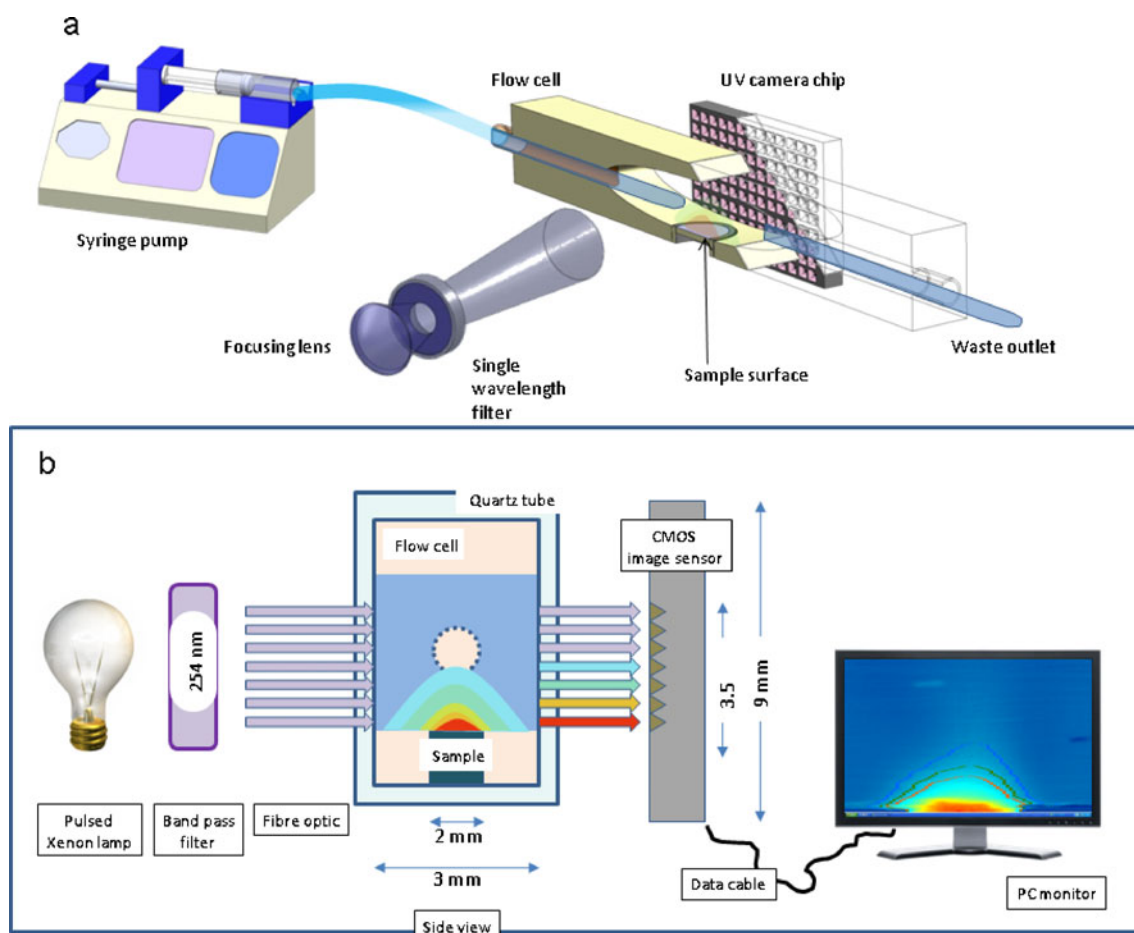 a
Flow cell
UV camera chip
Syringe pump
Focusing lens
Single
wavelength
filter
Sample surface
Waste outlet
b
Quartz tube
Flow cell
CMOS
image sensor
254 nm
3.5
9 mm
Sample
Pulsed
Xenon lamp
Band pass
filter
Fibre optic
2 mm
3 mm
Side view
Data cable
PC monitor